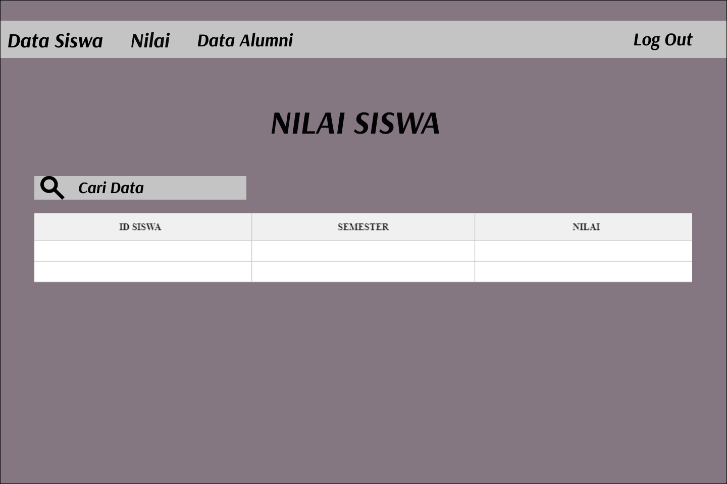 Data Siswa Nilai Data Alumni Log Out
NILAI SISWA
Cari Data
ID SISWA SEMESTER NILAI